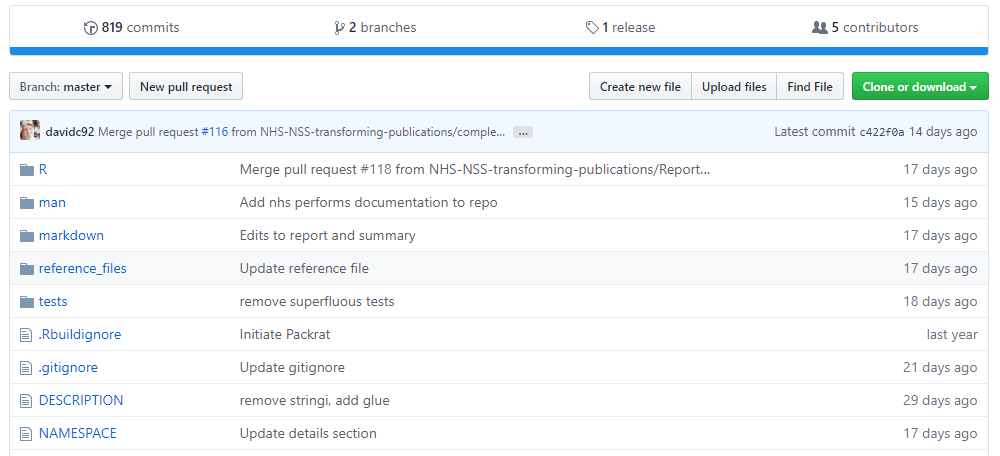 819 commits 2 branches 1 release 5 contributors
Branch: master New pull request Create new file Upload files Find File Clone or download
davidc92 Merge pull request #116 from NHS-NSS-transforming-publications/comple... ... Latest commit c422f0a 14 days ago
R Merge pull request #118 from NHS-NSS-transforming-publications/Report... 17 days ago
man Add nhs performs documentation to repo 15 days ago
markdown Edits to report and summary 17 days ago
reference_files Update reference file 17 days ago
tests remove superfluous tests 18 days ago
.Rbuildignore Initiate Packrat last year
.gitignore Update gitignore 21 days ago
DESCRIPTION remove stringi, add glue 29 days ago
NAMESPACE Update details section 17 days ago